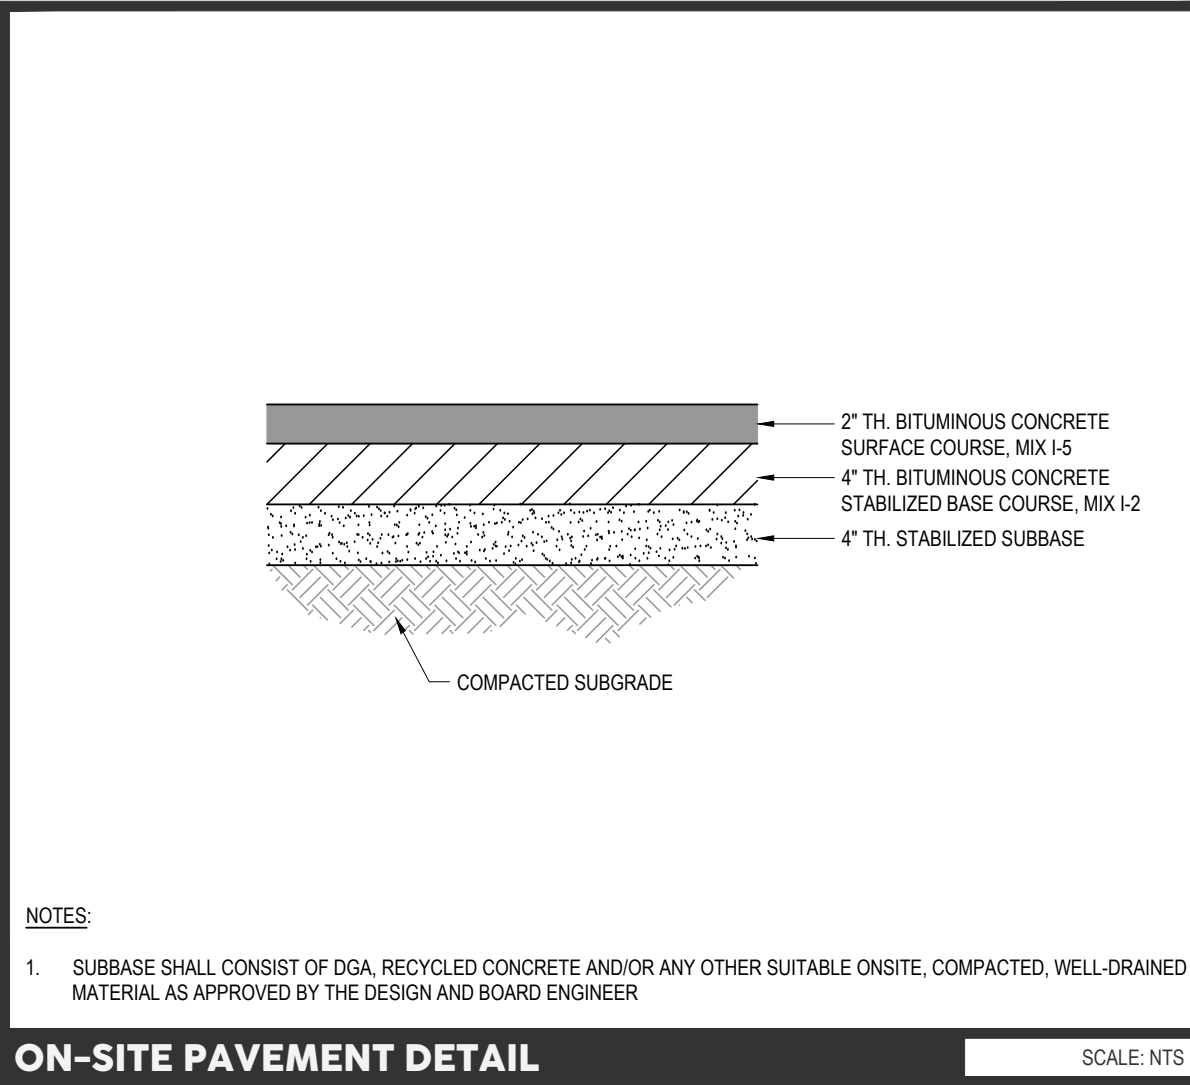 2" TH. BITUMINOUS CONCRETE
SURFACE COURSE, MIX I-5
4" TH. BITUMINOUS CONCRETE
STABILIZED BASE COURSE, MIX I-2
4" TH. STABILIZED SUBBASE
COMPACTED SUBGRADE
NOTES:
1. SUBBASE SHALL CONSIST OF DGA, RECYCLED CONCRETE AND/OR ANY OTHER SUITABLE ONSITE, COMPACTED, WELL-DRAINED
MATERIAL AS APPROVED BY THE DESIGN AND BOARD ENGINEER
ON-SITE PAVEMENT DETAIL
SCALE: NTS